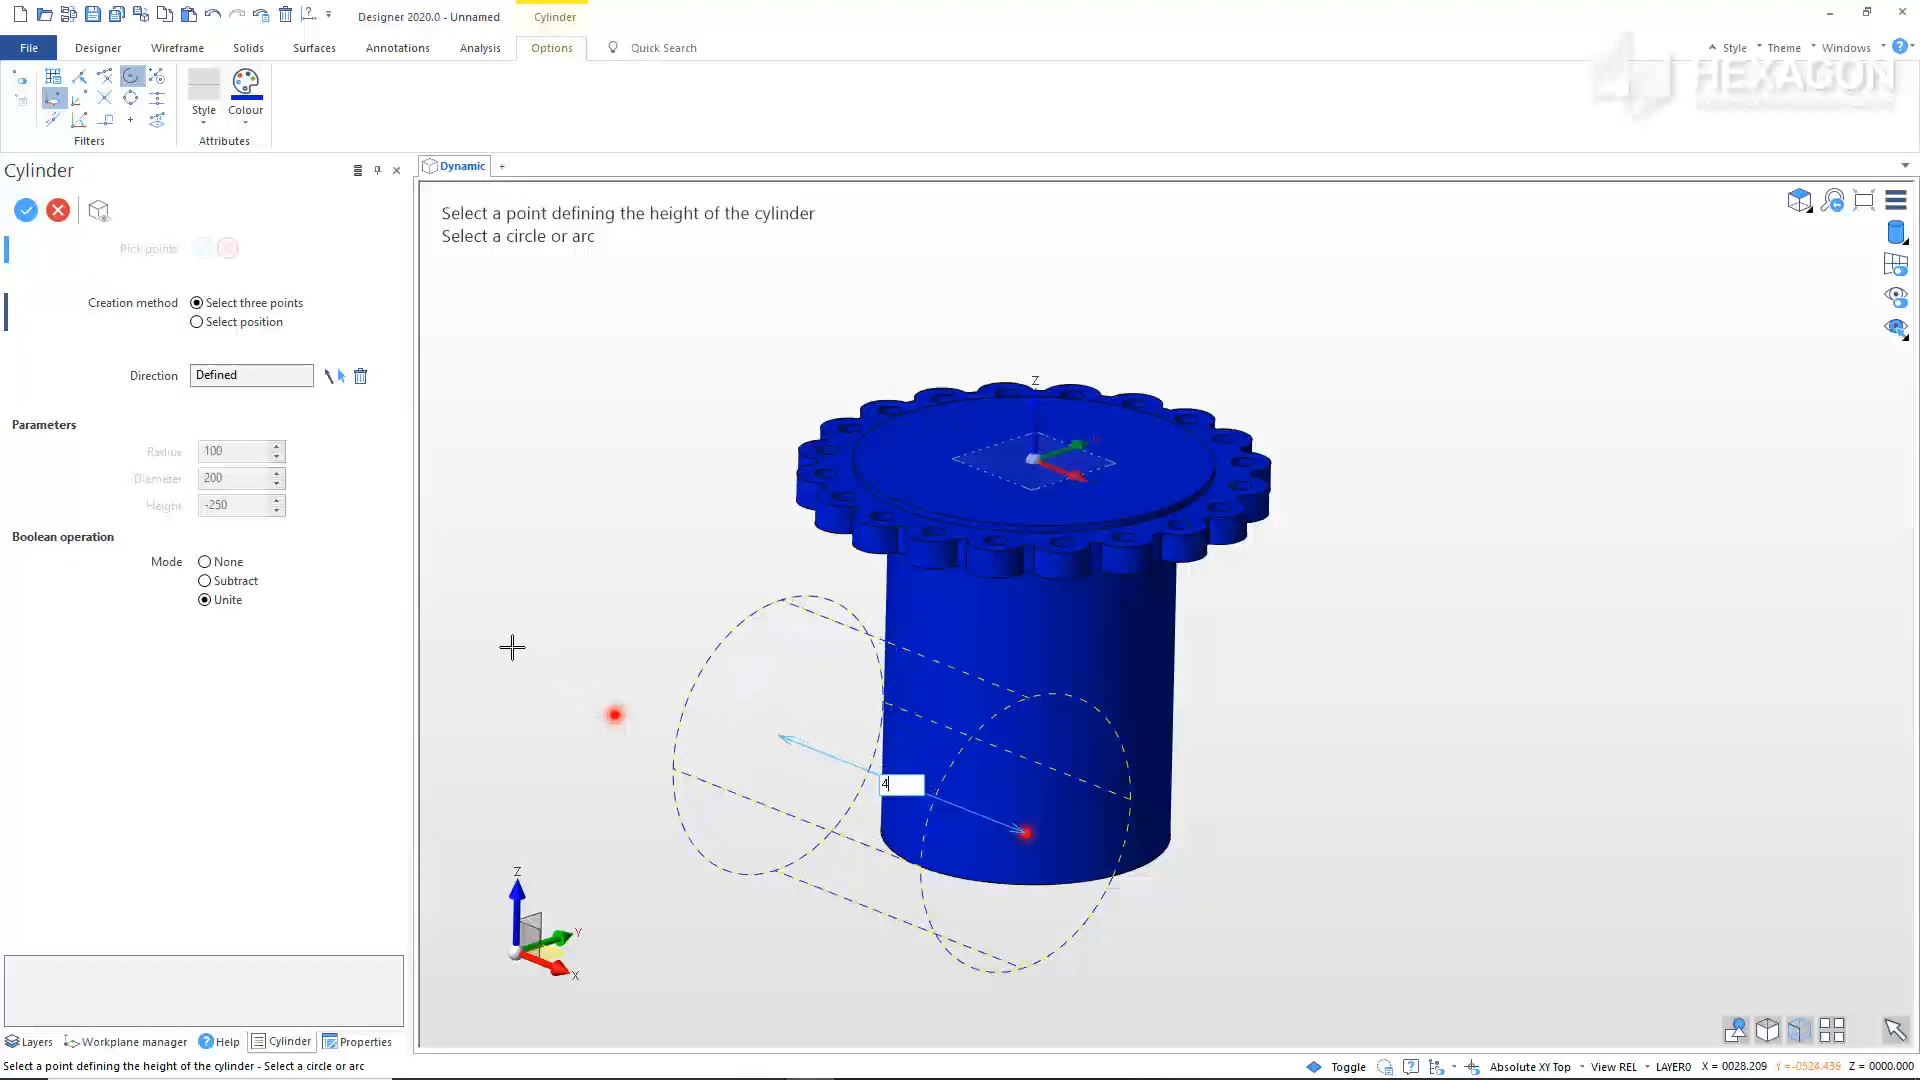 Designer 2020.0 - Unnamed
Cylinder
File
Designer
Wireframe
Solids
Surfaces
Annotations
Analysis
Options
Quick Search
Style
Theme
Windows
HEXAGON
Style
Colour
Filters
Attributes
Cylinder
Dynamic
Select a point defining the height of the cylinder
Select a circle or arc
Pick points
Creation method
Select three points
Select position
Direction
Defined
Parameters
Radius
100
Diameter
200
Height
-250
Boolean operation
Mode
None
Subtract
Unite
Z
Y
4
Z
Y
X
Layers
Workplane manager
Help
Cylinder
Properties
Select a point defining the height of the cylinder - Select a circle or arc
Toggle
Absolute XY Top
View REL
LAYER0
X = 0028.209
Y =-0524.436
Z = 0000.000